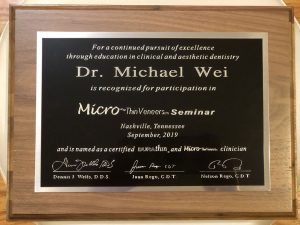 For a continued pursuit of excellence
through education in clinical and aesthetic dentistry
Dr. Michael Wei
is recognized for participation in
Micro Thin Veneers Seminar
Nashville, Tennessee
September, 2019
and is named as a certified and Micro clinician
Dennis J. Wells, D.D.S. Juan Rego, C.D.T. Nelson Rego, C.D.T.